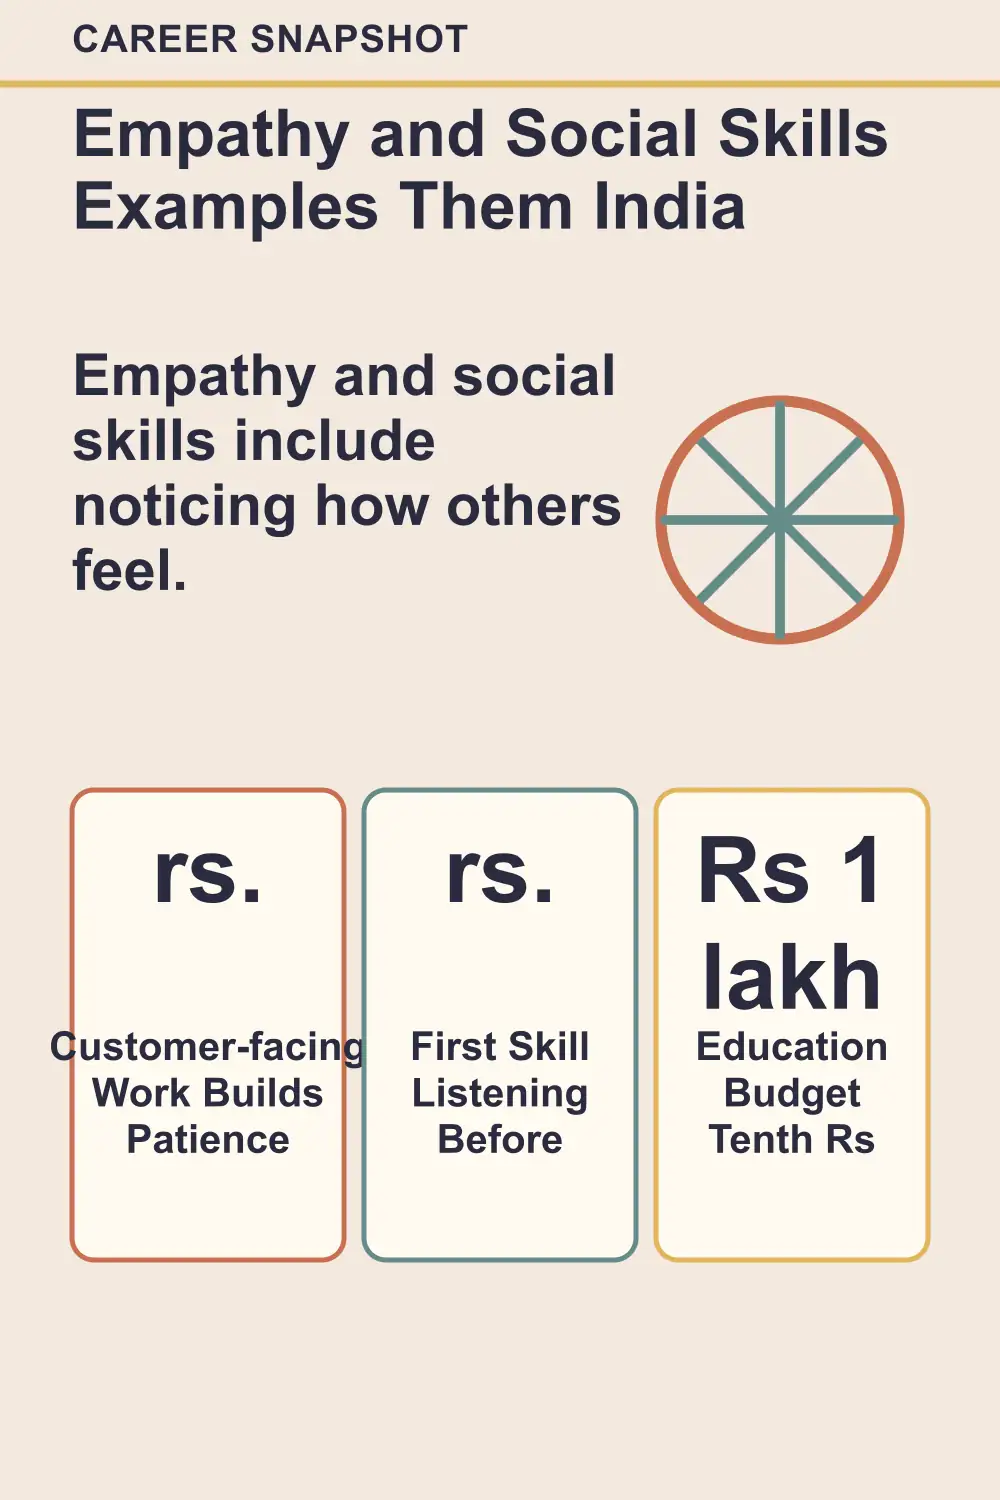 CAREER SNAPSHOT
Empathy and Social Skills
Examples Them India
Empathy and social
skills include
noticing how others
feel.
rs.
Customer-facing
Work Builds
Patience
rs.
First Skill
Listening
Before
Rs 1
lakh
Education
Budget
Tenth Rs